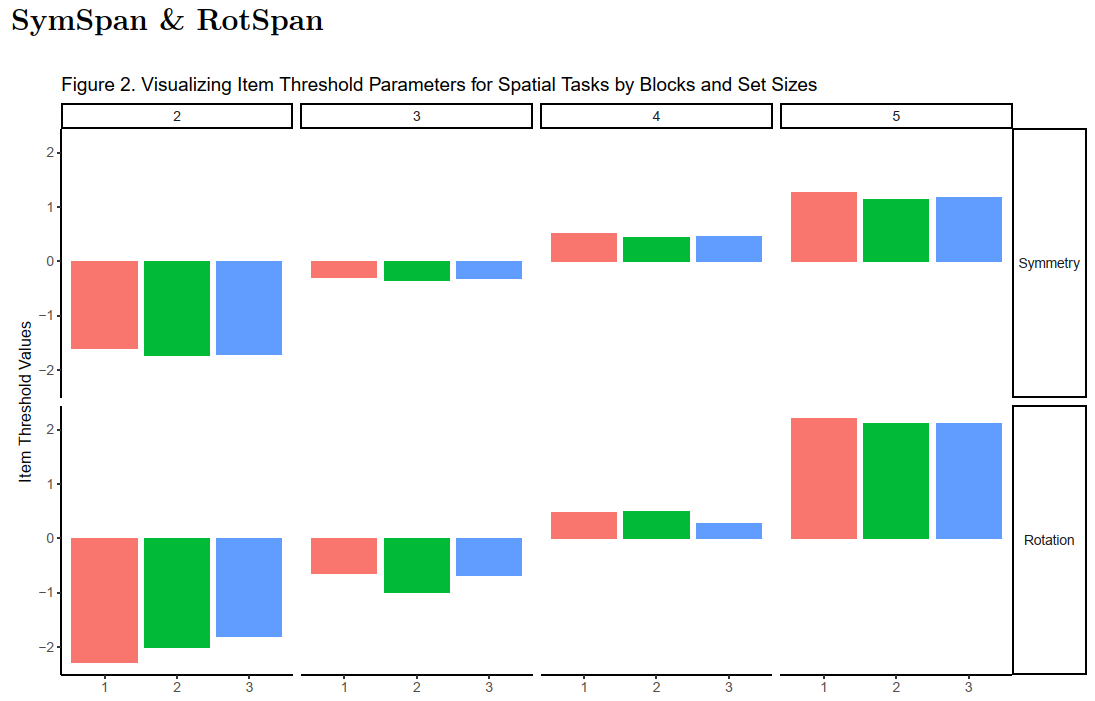 SymSpan & RotSpan
Figure 2. Visualizing Item Threshold Parameters for Spatial Tasks by Blocks and Set Sizes
2 3 4 5
2
1
0
−1
−2
Symmetry
Item Threshold Values
2
1
0
−1
−2
Rotation
1 2 3 1 2 3 1 2 3 1 2 3